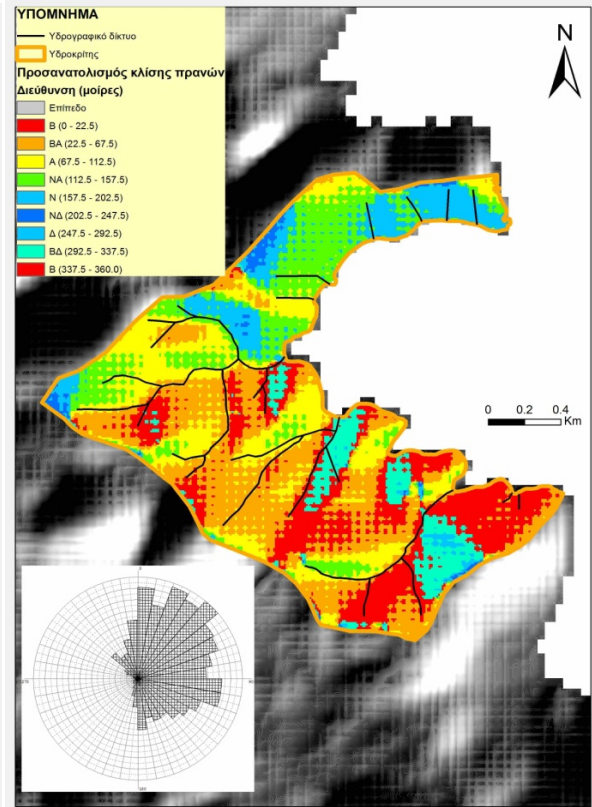 ΥΠΟΜΝΗΜΑ
Υδρογραφικό δίκτυο
Υδροκρίτης
Προσανατολισμός κλίσης πρανών
Διεύθυνση (μοίρες)
Επίπεδο
Β (0 - 22.5)
ΒΑ (22.5 - 67.5)
Α (67.5 - 112.5)
ΝΑ (112.5 - 157.5)
Ν (157.5 - 202.5)
ΝΔ (202.5 - 247.5)
Δ (247.5 - 292.5)
ΒΔ (292.5 - 337.5)
Β (337.5 - 360.0)
N
0 0.2 0.4
Km